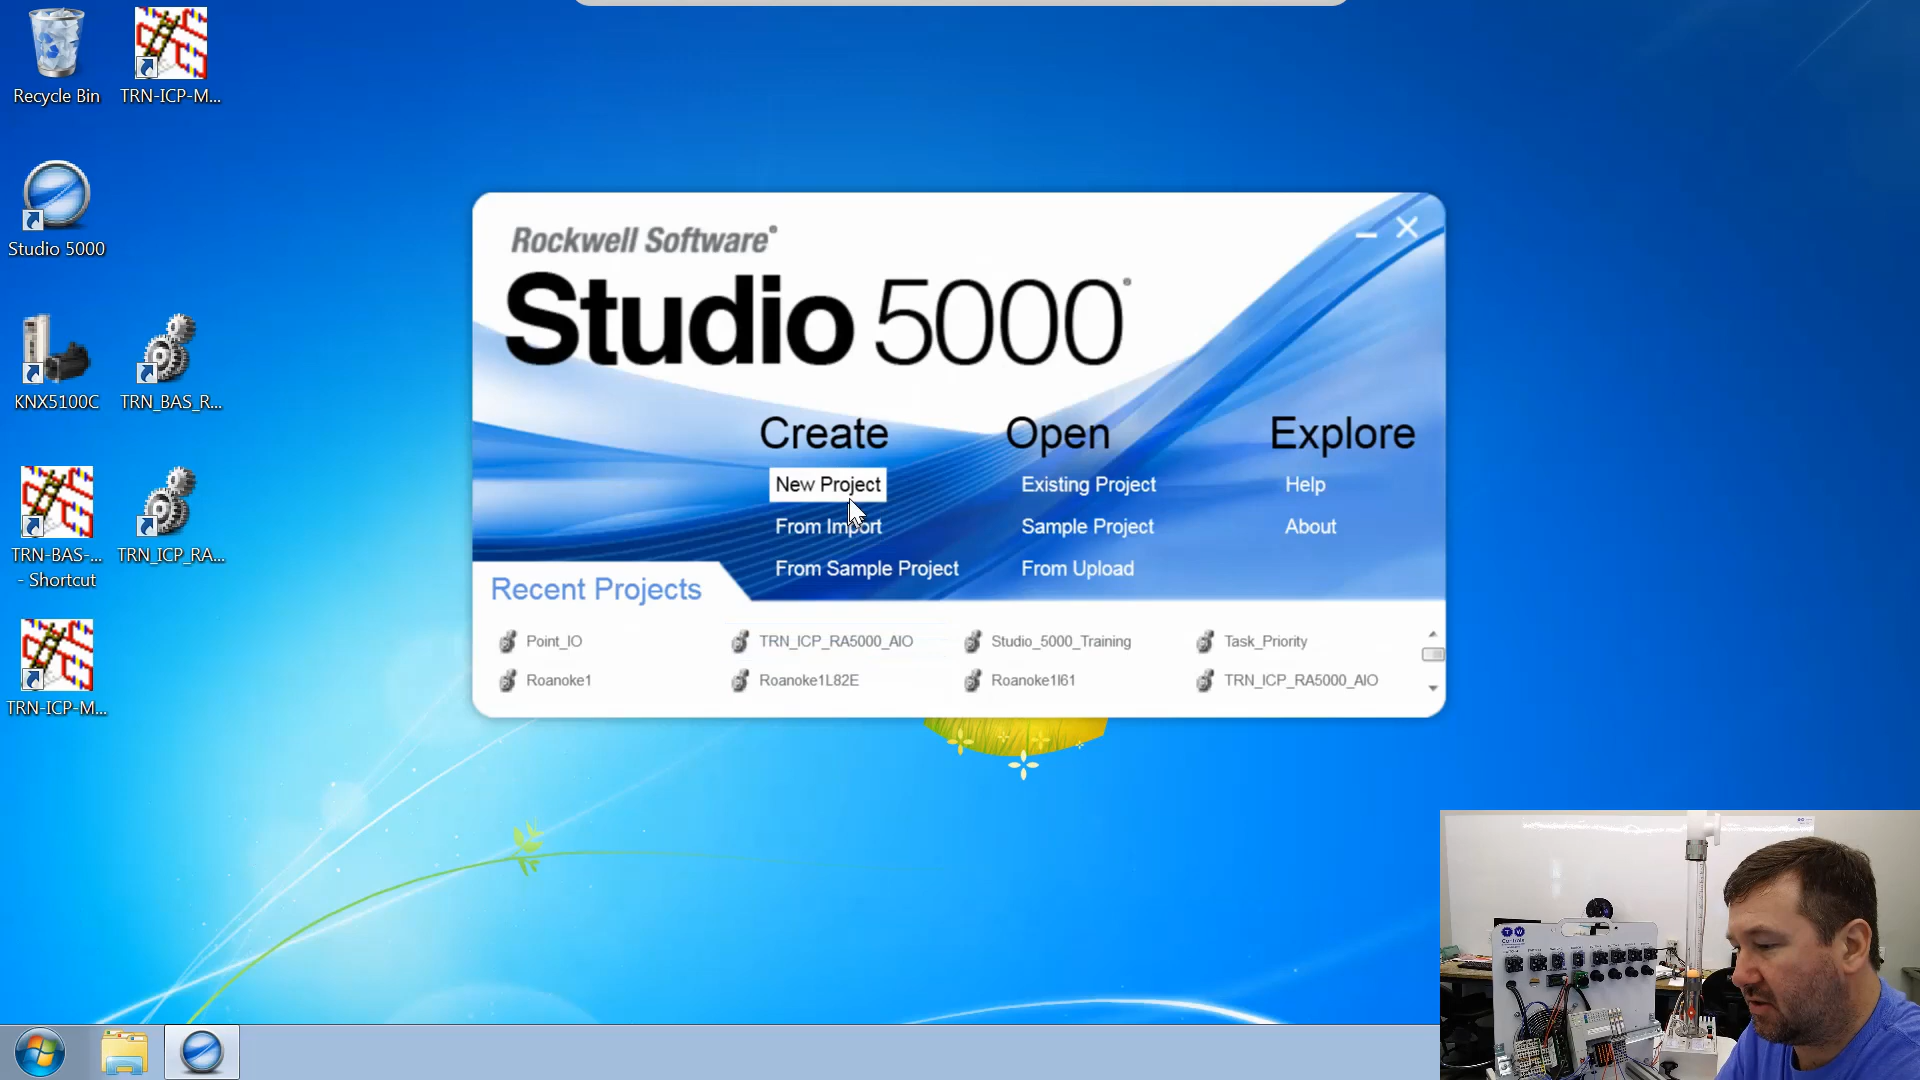 Recycle Bin
TRN-ICP-M...
Studio 5000
KNX5100C
TRN_BAS_R...
TRN-BAS-...
- Shortcut
TRN_ICP_RA...
TRN-ICP-M...
Rockwell Software®
Studio 5000®
Create
New Project
From Import
From Sample Project
Open
Existing Project
Sample Project
From Upload
Explore
Help
About
Recent Projects
Point_IO
TRN_ICP_RA5000_AIO
Studio_5000_Training
Task_Priority
Roanoke1
Roanoke1L82E
Roanoke1l61
TRN_ICP_RA5000_AIO
T W
Controls